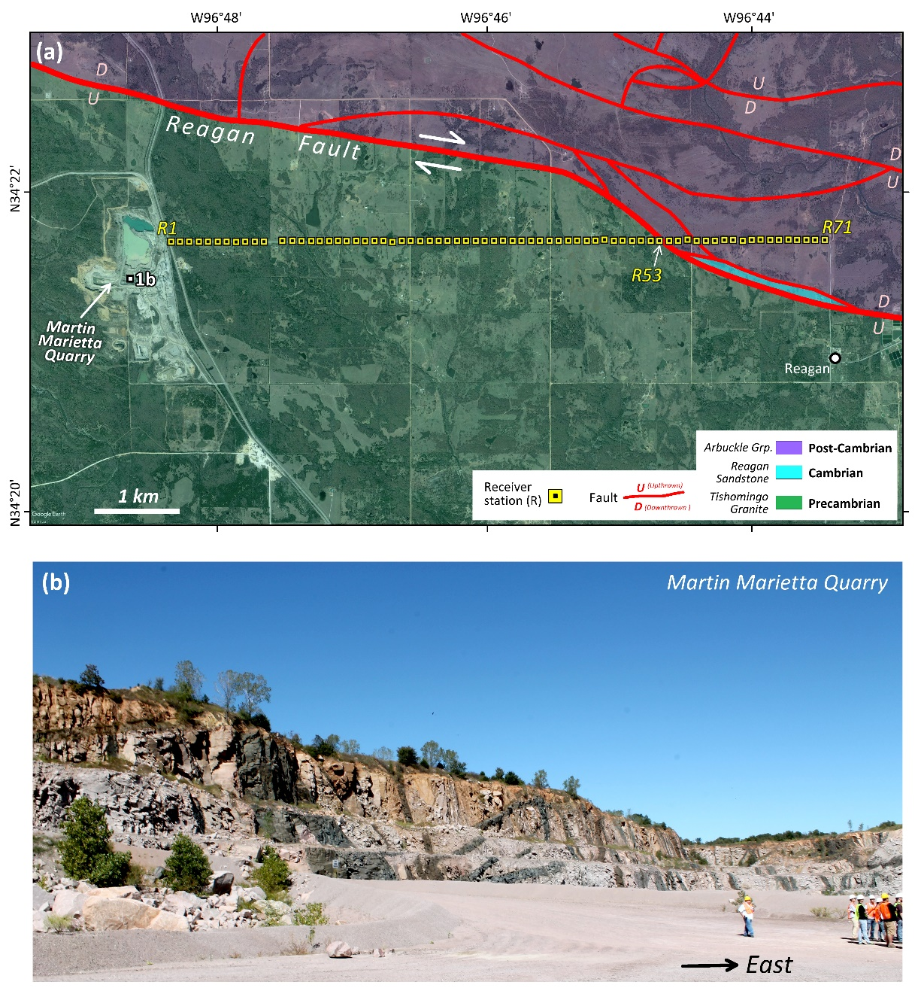 W96°48'
W96°46'
W96°44'
(a)
D
U
U
D
Reagan Fault
D
U
N34°22'
R1
R71
R53
1b
Martin
Marietta
Quarry
D
U
Reagan
N34°20'
1 km
Google Earth
Receiver
station (R)
Fault
U (Upthrown)
D (Downthrown)
Arbuckle Grp.
Post-Cambrian
Reagan
Sandstone
Cambrian
Tishomingo
Granite
Precambrian
(b)
Martin Marietta Quarry
East